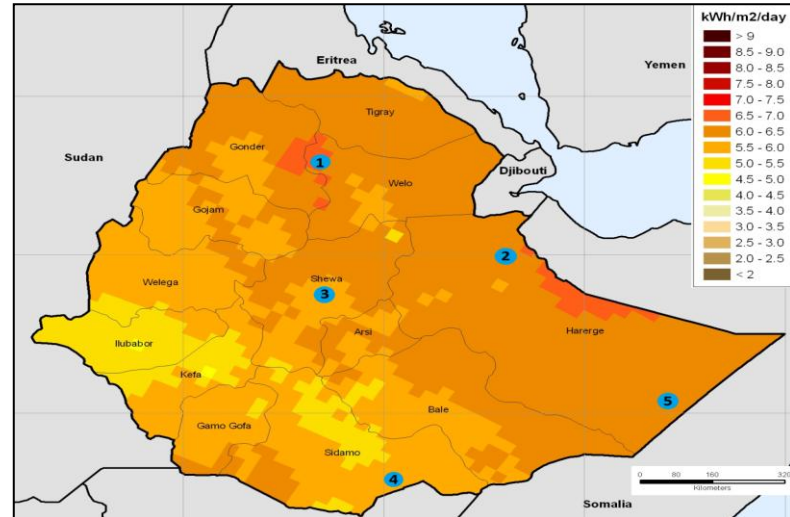 kWh/m2/day
> 9
8.5 - 9.0
8.0 - 8.5
7.5 - 8.0
7.0 - 7.5
6.5 - 7.0
6.0 - 6.5
5.5 - 6.0
5.0 - 5.5
4.5 - 5.0
4.0 - 4.5
3.5 - 4.0
3.0 - 3.5
2.5 - 3.0
2.0 - 2.5
< 2
Eritrea
Yemen
Tigray
Gonder
Sudan
1
Djibouti
Welo
Gojam
2
Welega
Shewa
3
Arsi
Harerge
Ilubabor
Kefa
5
Bale
Gamo Gofa
Sidamo
4
0 80 160 320
Kilometers
Somalia